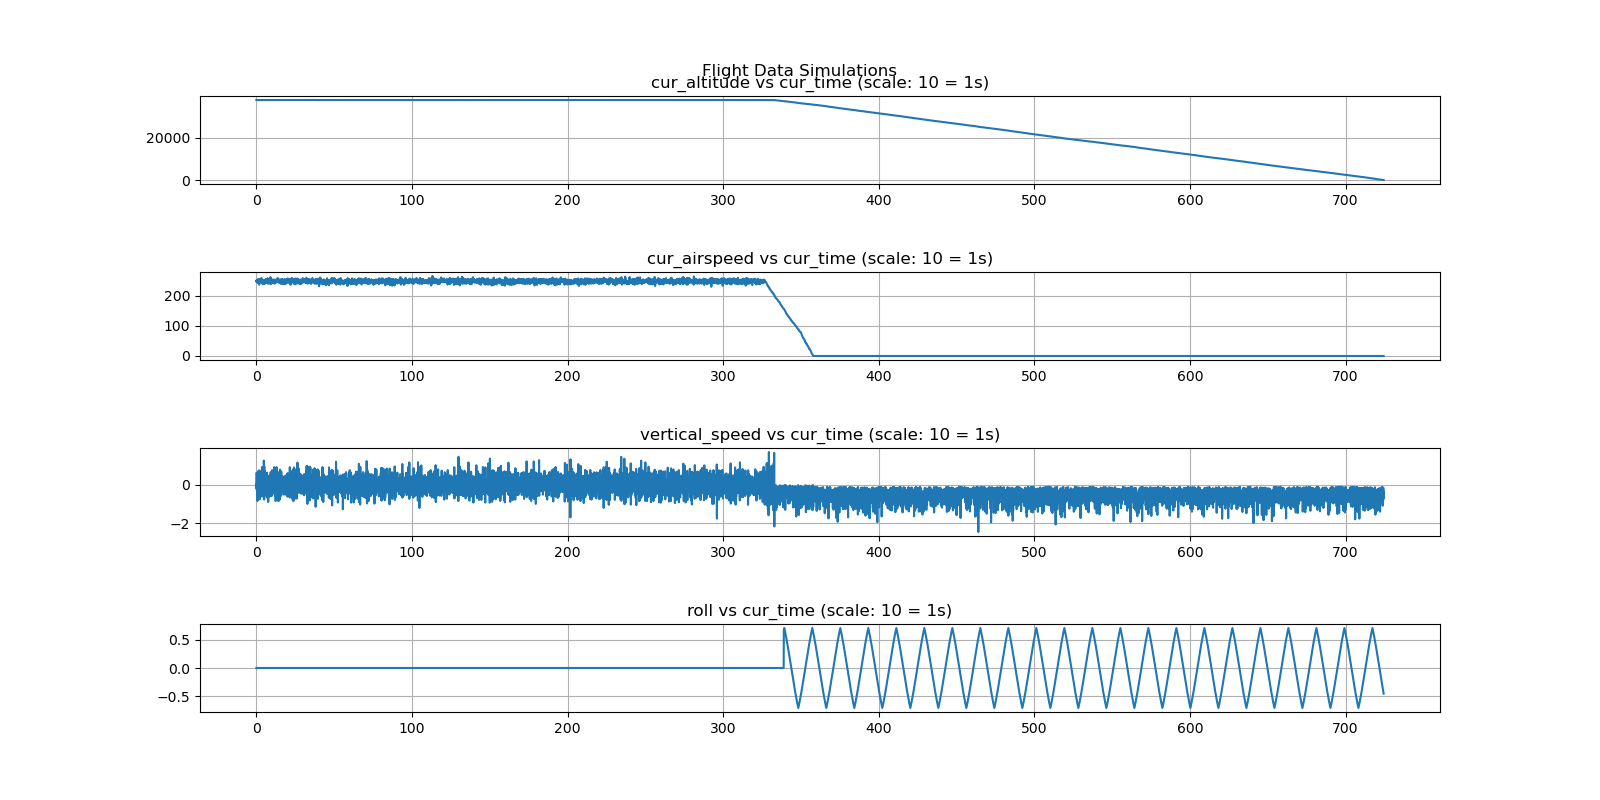 Flight Data Simulations
cur_altitude vs cur_time (scale: 10 = 1s)
20000
0
0 100 200 300 400 500 600 700
cur_airspeed vs cur_time (scale: 10 = 1s)
200
100
0
0 100 200 300 400 500 600 700
vertical_speed vs cur_time (scale: 10 = 1s)
0
−2
0 100 200 300 400 500 600 700
roll vs cur_time (scale: 10 = 1s)
0.5
0.0
−0.5
0 100 200 300 400 500 600 700